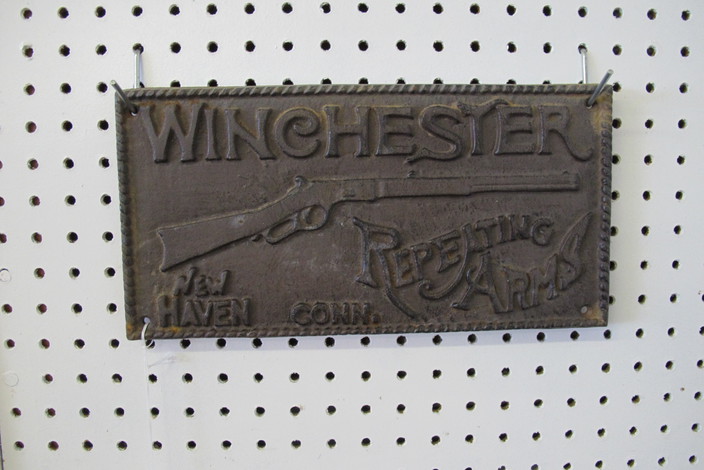 WINCHESTER
REPEATING
ARMS
NEW
HAVEN CONN.